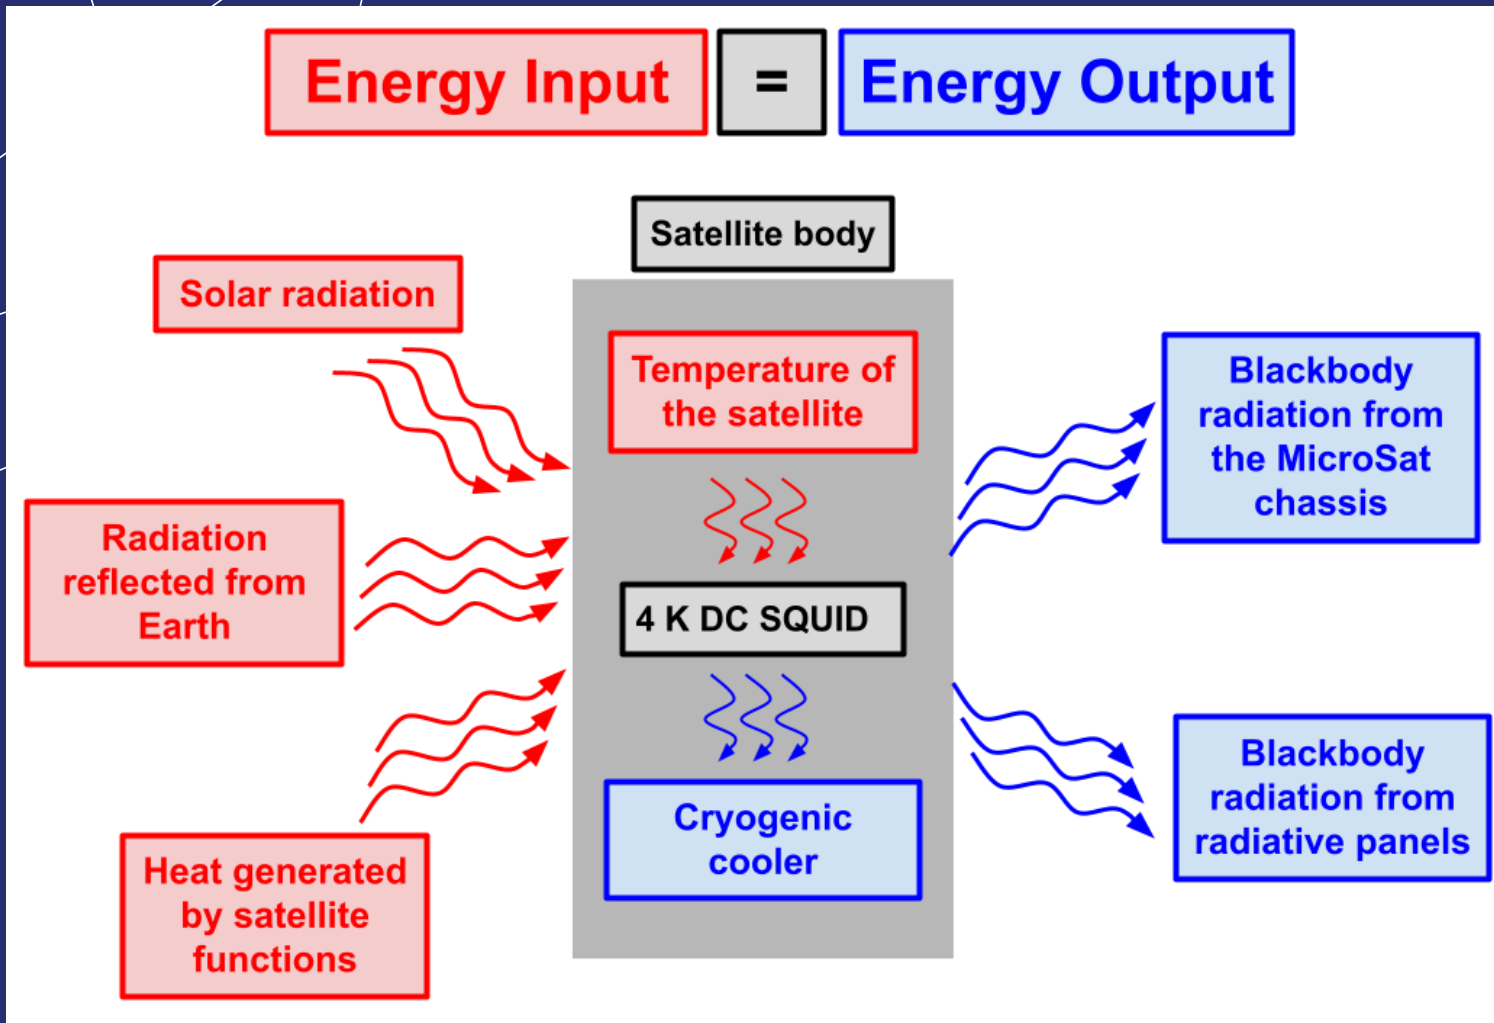 Energy Input = Energy Output
Satellite body
Solar radiation
Temperature of
the satellite
Blackbody
radiation from
the MicroSat
chassis
Radiation
reflected from
Earth
4 K DC SQUID
Blackbody
radiation from
radiative panels
Cryogenic
cooler
Heat generated
by satellite
functions